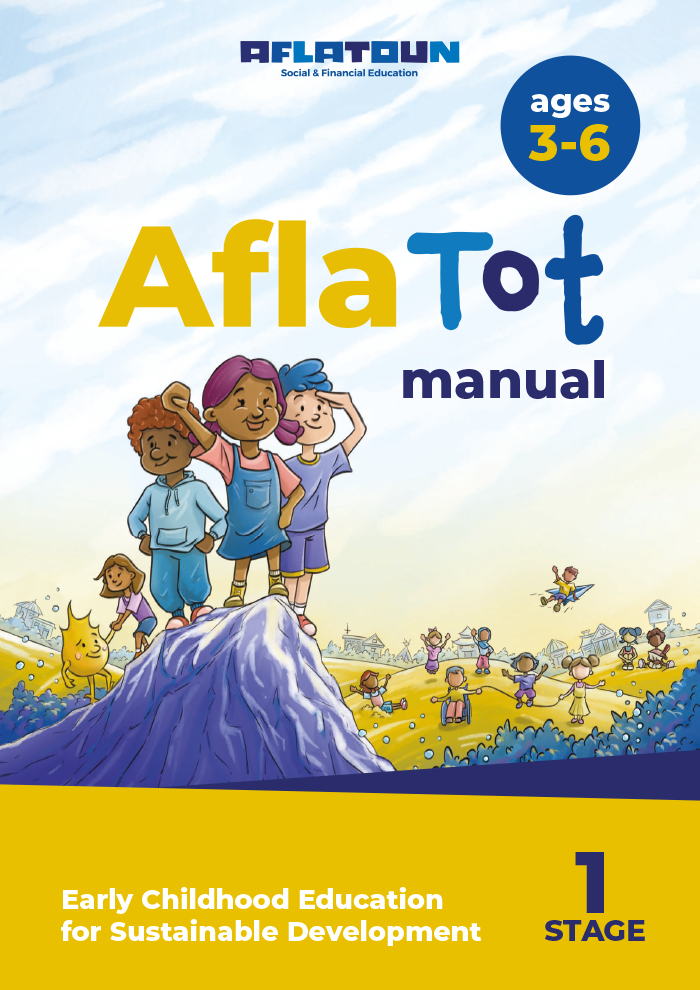 AFLATOUN
Social & Financial Education
ages
3-6
AflaTot
manual
Early Childhood Education
for Sustainable Development
1
STAGE